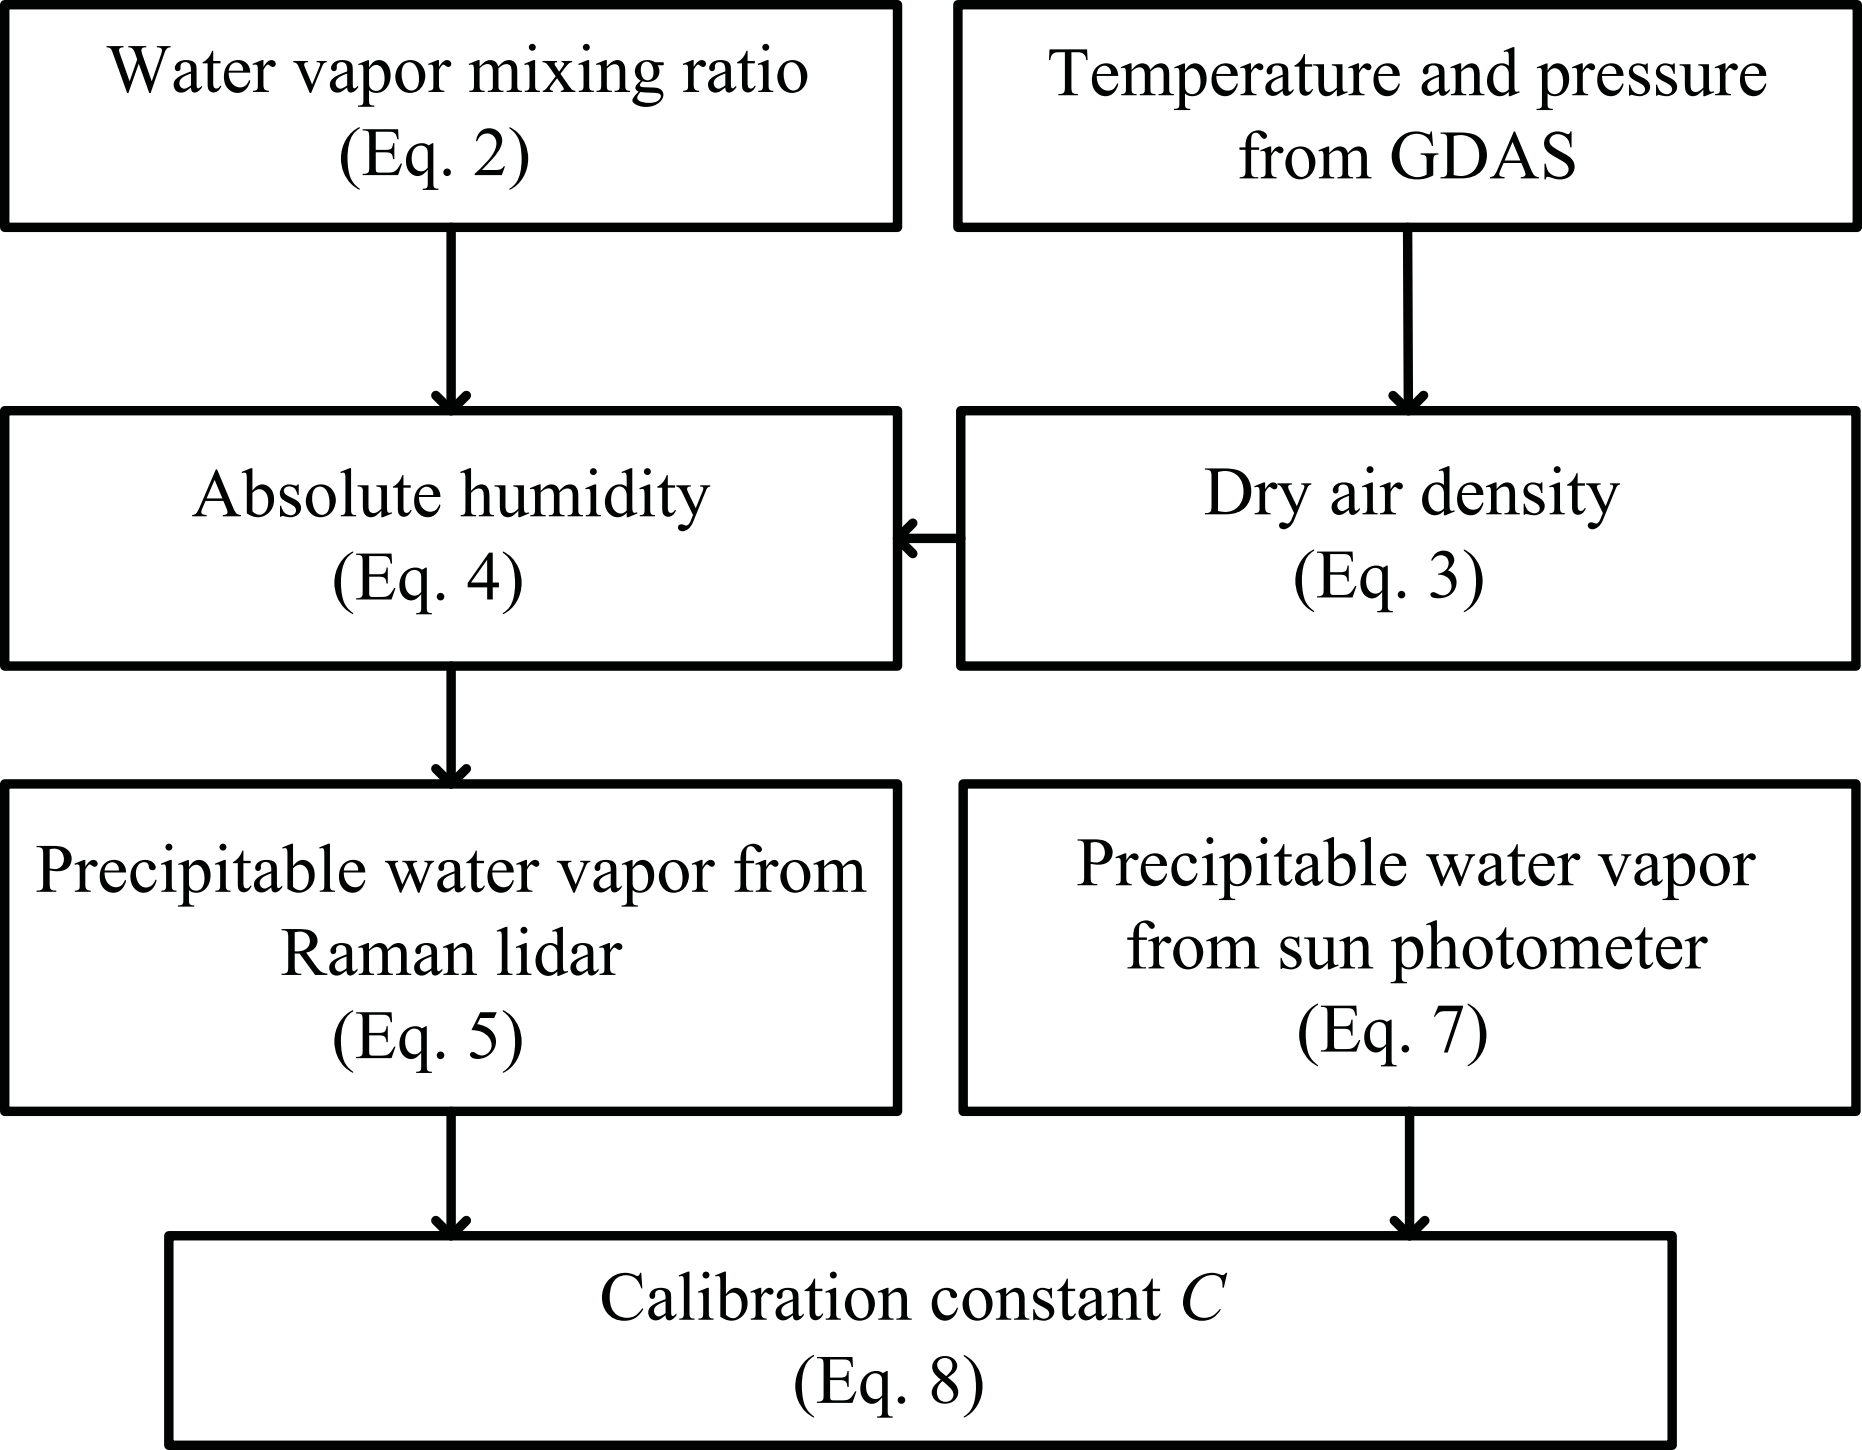 Water vapor mixing ratio
(Eq. 2)
Temperature and pressure
from GDAS
Absolute humidity
(Eq. 4)
Dry air density
(Eq. 3)
Precipitable water vapor from
Raman lidar
(Eq. 5)
Precipitable water vapor
from sun photometer
(Eq. 7)
Calibration constant C
(Eq. 8)